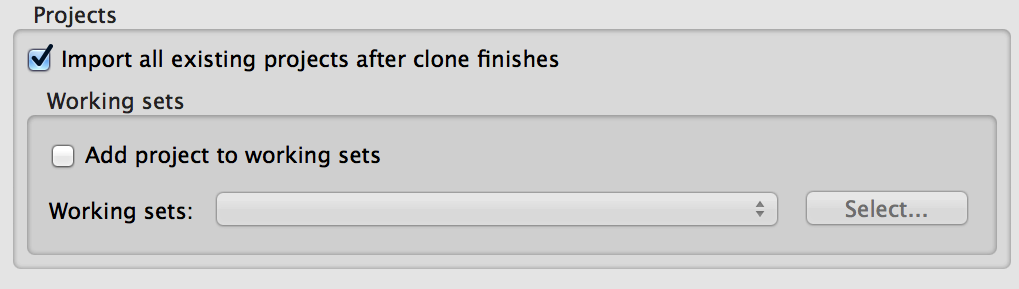 Projects
Import all existing projects after clone finishes
Working sets
Add project to working sets
Working sets: Select...